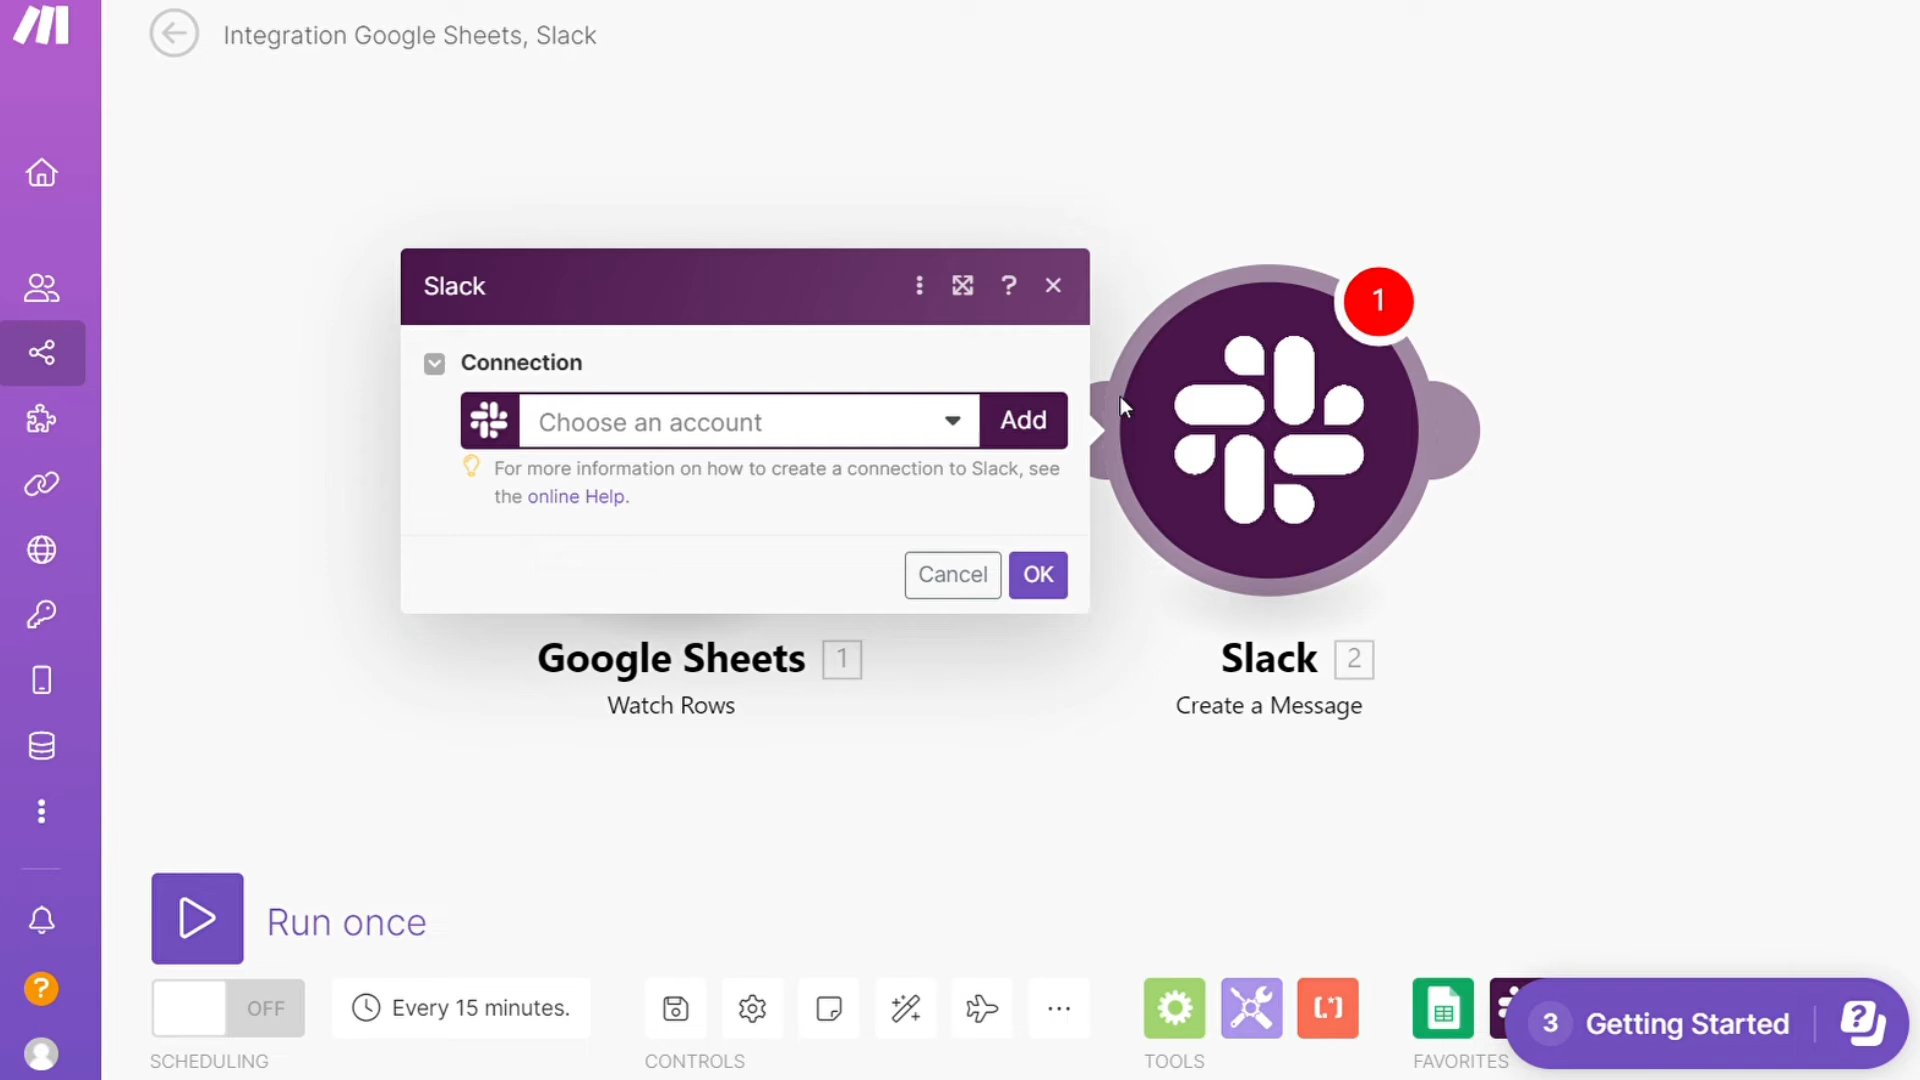 Integration Google Sheets, Slack
Slack
?
1
Connection
Choose an account
Add
For more information on how to create a connection to Slack, see
the online Help.
Cancel
OK
Google Sheets 1
Watch Rows
Slack 2
Create a Message
Run once
OFF
Every 15 minutes.
SCHEDULING
CONTROLS
TOOLS
FAVORITES
3 Getting Started
?
?